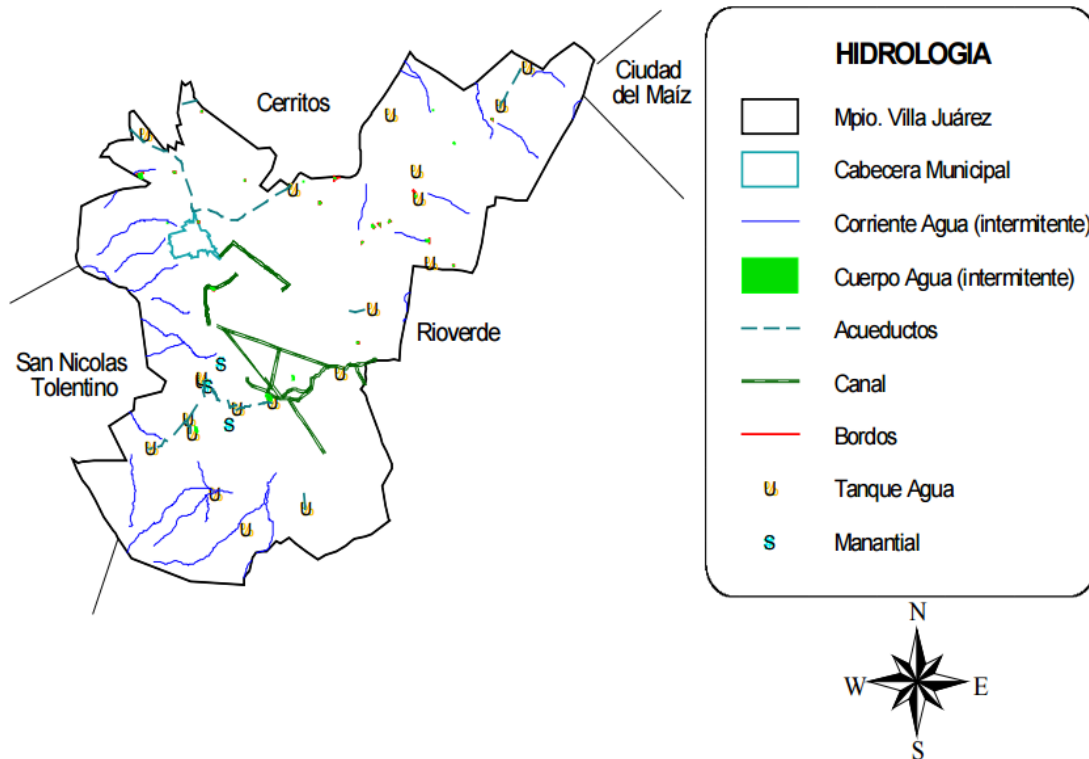 Cerritos
Ciudad
del Maíz
San Nicolas
Tolentino
Rioverde
HIDROLOGIA
Mpio. Villa Juárez
Cabecera Municipal
Corriente Agua (intermitente)
Cuerpo Agua (intermitente)
Acueductos
Canal
Bordos
U Tanque Agua
S Manantial
N
W E
S